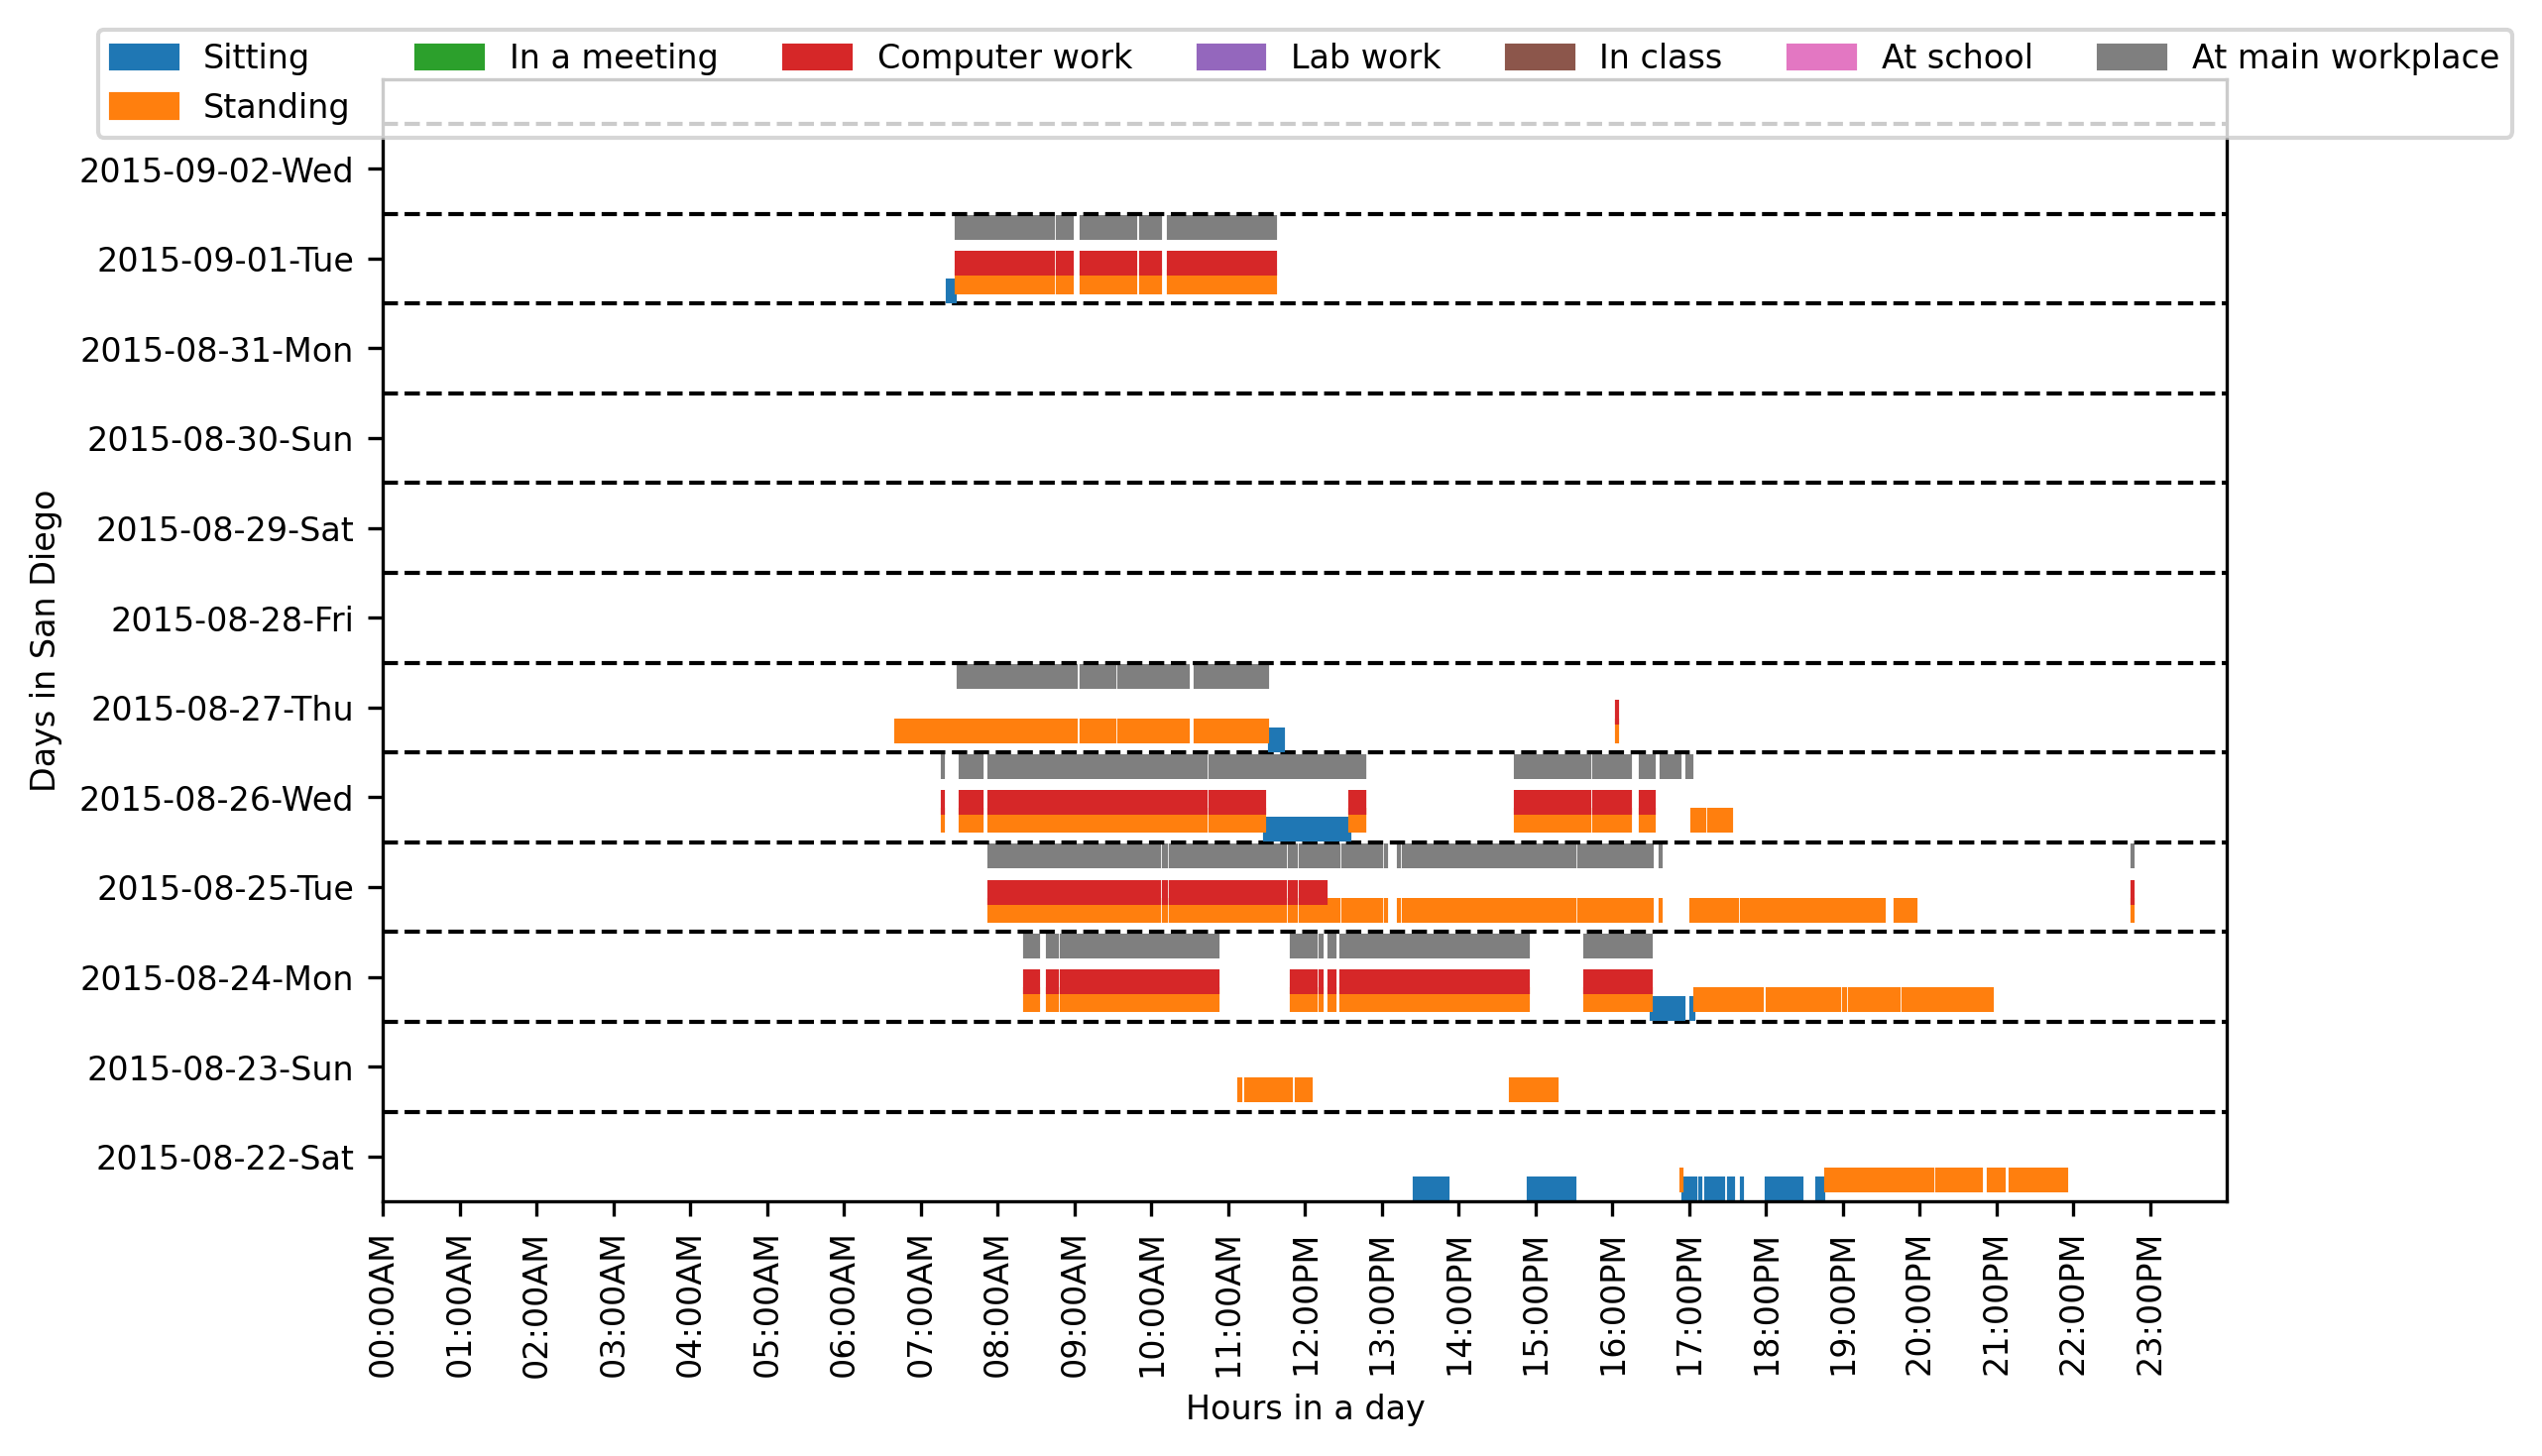 Sitting In a meeting Computer work Lab work In class At school At main workplace
Standing
2015-09-02-Wed
2015-09-01-Tue
2015-08-31-Mon
2015-08-30-Sun
2015-08-29-Sat
2015-08-28-Fri
2015-08-27-Thu
2015-08-26-Wed
2015-08-25-Tue
2015-08-24-Mon
2015-08-23-Sun
2015-08-22-Sat
Days in San Diego
00:00AM 01:00AM 02:00AM 03:00AM 04:00AM 05:00AM 06:00AM 07:00AM 08:00AM 09:00AM 10:00AM 11:00AM 12:00PM 13:00PM 14:00PM 15:00PM 16:00PM 17:00PM 18:00PM 19:00PM 20:00PM 21:00PM 22:00PM 23:00PM
Hours in a day